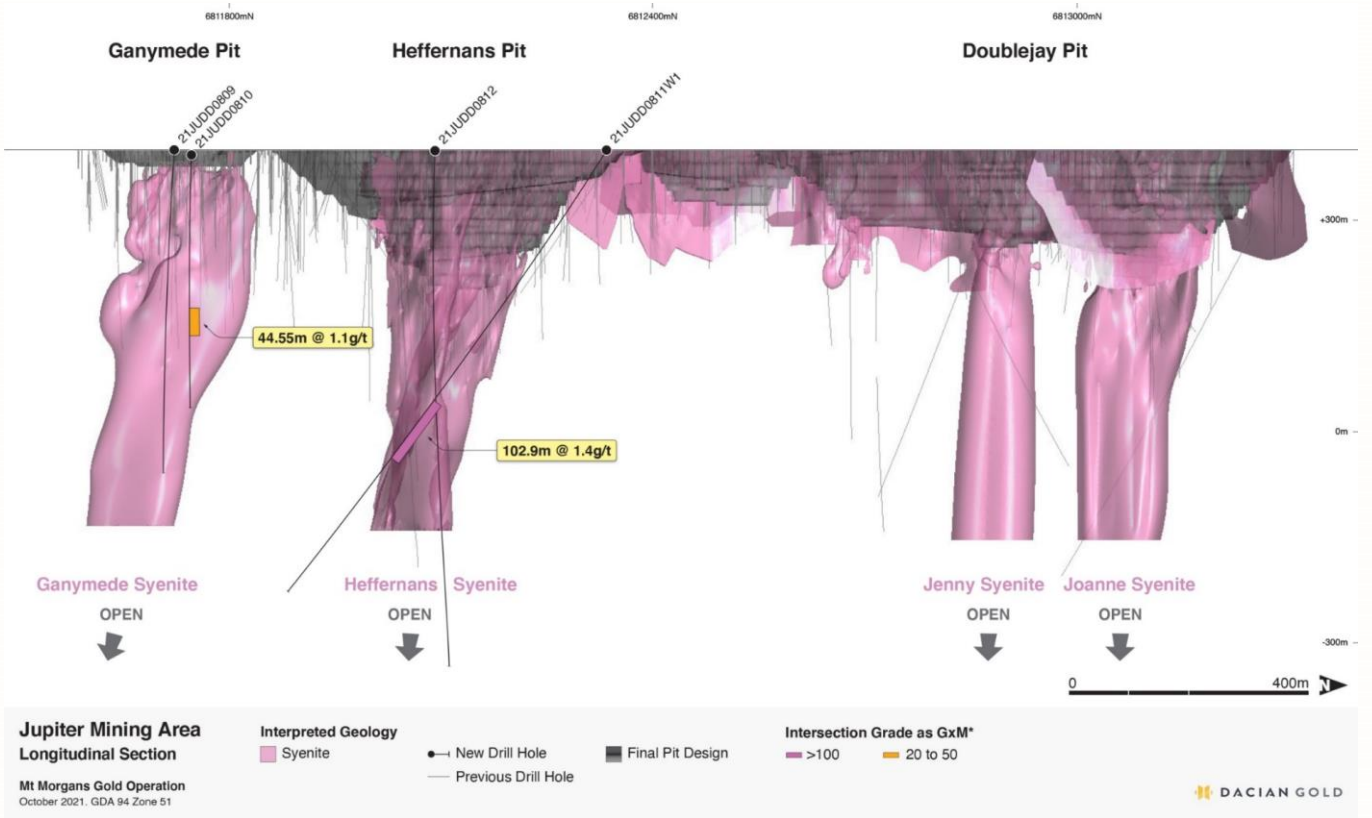 6811800mN
6812400mN
6813000mN
Ganymede Pit
Heffernans Pit
Doublejay Pit
21JUDD0809
21JUDD0810
21JUDD0812
21JUDD0811W1
+300m
44.55m @ 1.1g/t
0m
102.9m @ 1.4g/t
Ganymede Syenite
Heffernans Syenite
Jenny Syenite
Joanne Syenite
OPEN
OPEN
OPEN
OPEN
-300m
0
400m
N
Jupiter Mining Area
Longitudinal Section
Mt Morgans Gold Operation
October 2021. GDA 94 Zone 51
Interpreted Geology
Syenite
New Drill Hole
Previous Drill Hole
Final Pit Design
Intersection Grade as GxM*
>100
20 to 50
DACIAN GOLD